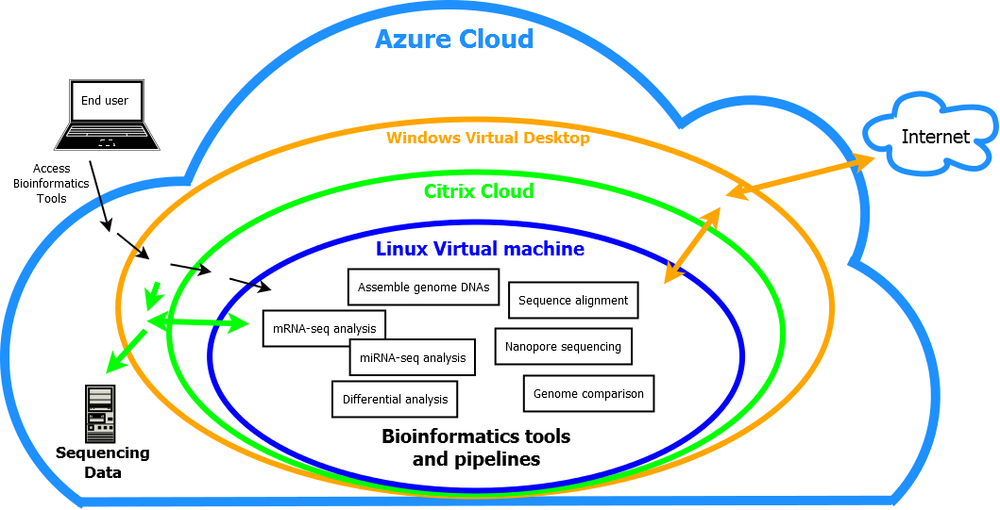 Azure Cloud
End user
Windows Virtual Desktop
Internet
Access
Bioinformatics
Tools
Citrix Cloud
Linux Virtual machine
Assemble genome DNAs
Sequence alignment
mRNA-seq analysis
Nanopore sequencing
miRNA-seq analysis
Differential analysis
Genome comparison
Bioinformatics tools
and pipelines
Sequencing
Data